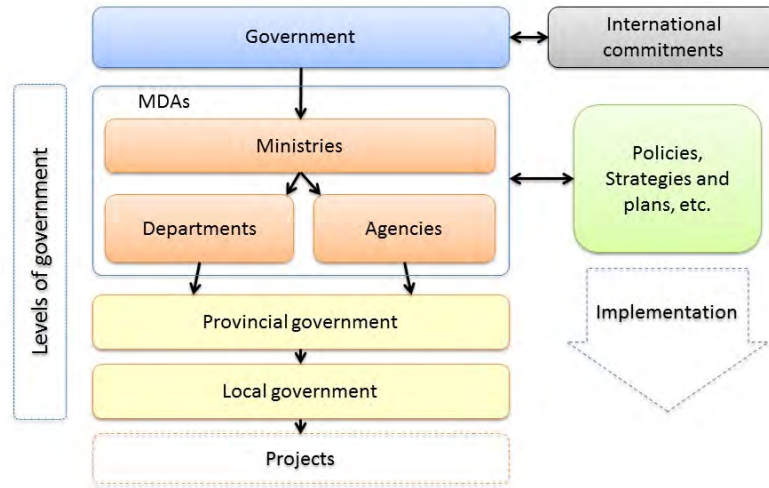 Government
International
commitments
Levels of government
MDAs
Ministries
Departments
Agencies
Policies,
Strategies and
plans, etc.
Provincial government
Implementation
Local government
Projects